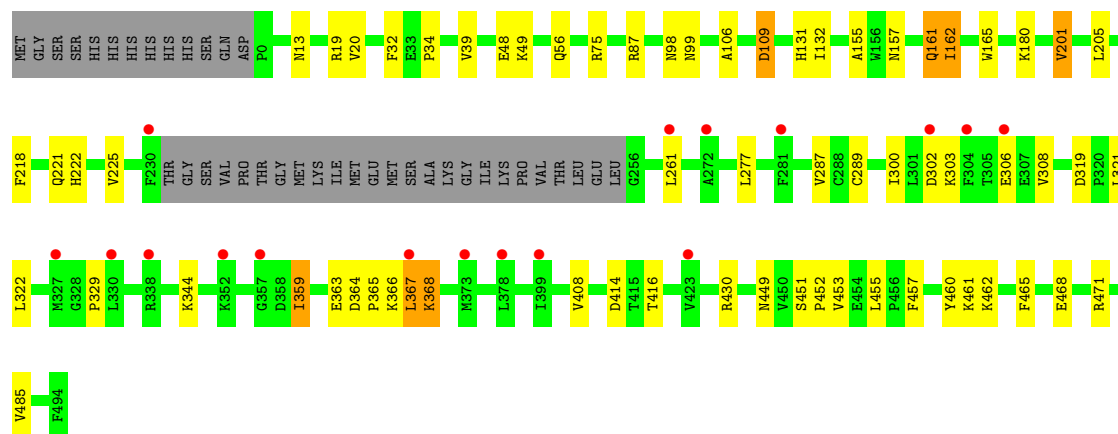 MET GLY SER SER HIS HIS HIS HIS HIS HIS SER GLN ASP P0 N13 R19 V20 F32 E33 P34 V39 E48 K49 Q56 R75 R87 N98 N99 A106 D109 H131 I132 A155 W156 N157 Q161 I162 W165 K180 V201 L205
F218 Q221 H222 V225 F230 THR GLY SER VAL PRO THR GLY MET LYS ILE MET GLU MET SER ALA LYS GLY ILE LYS PRO VAL THR LEU GLU LEU G256 L261 A272 L277 F281 V287 C288 C289 I300 L301 D302 K303 F304 T305 E306 E307 V308 D319 P320 L321
L322 M327 G328 P329 L330 R338 K344 K352 G357 D358 I359 E363 D364 P365 K366 L367 K368 M373 L378 I399 V408 D414 T415 T416 V423 R430 N449 V450 S451 P452 V453 E454 L455 P456 F457 Y460 K461 K462 F465 E468 R471
V485 F494